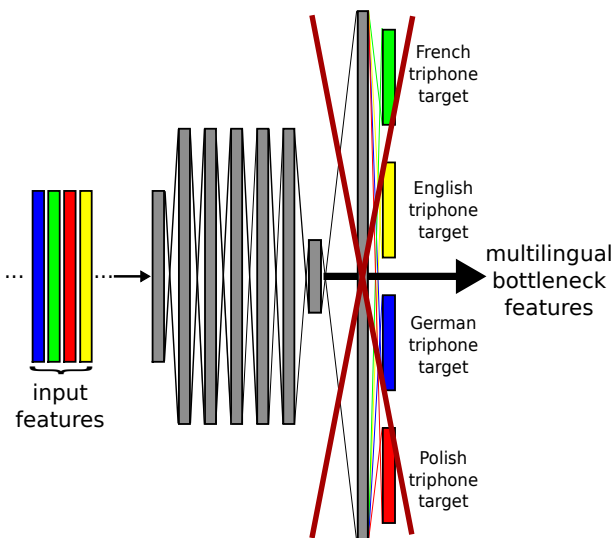 French
triphone
target
English
triphone
target
multilingual
bottleneck
features
German
triphone
target
Polish
triphone
target
...
...
input
features